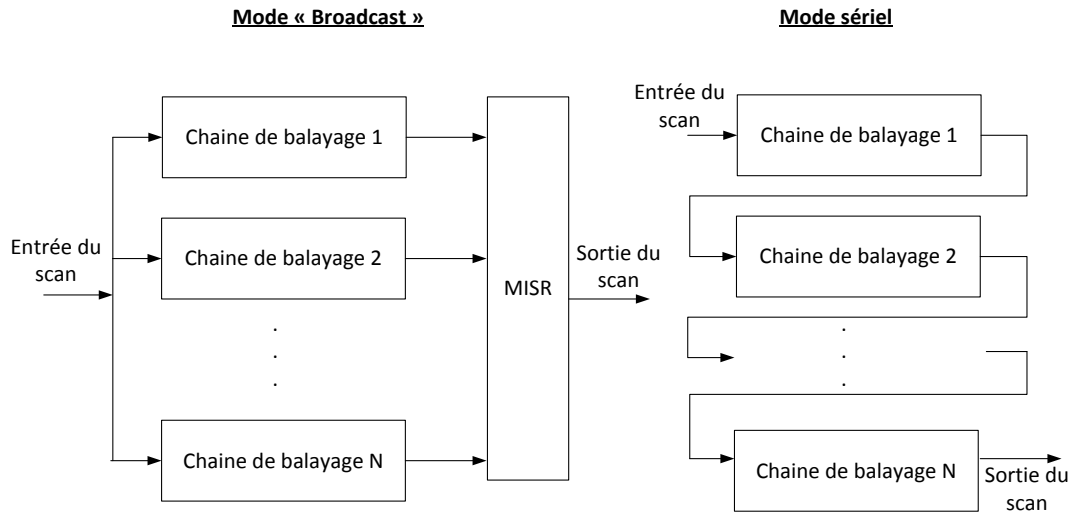 Mode « Broadcast »
Entrée du
scan
Chaine de balayage 1
Chaine de balayage 2
.
.
.
Chaine de balayage N
MISR
Sortie du
scan
Mode sériel
Entrée du
scan
Chaine de balayage 1
Chaine de balayage 2
.
.
.
Chaine de balayage N
Sortie du
scan